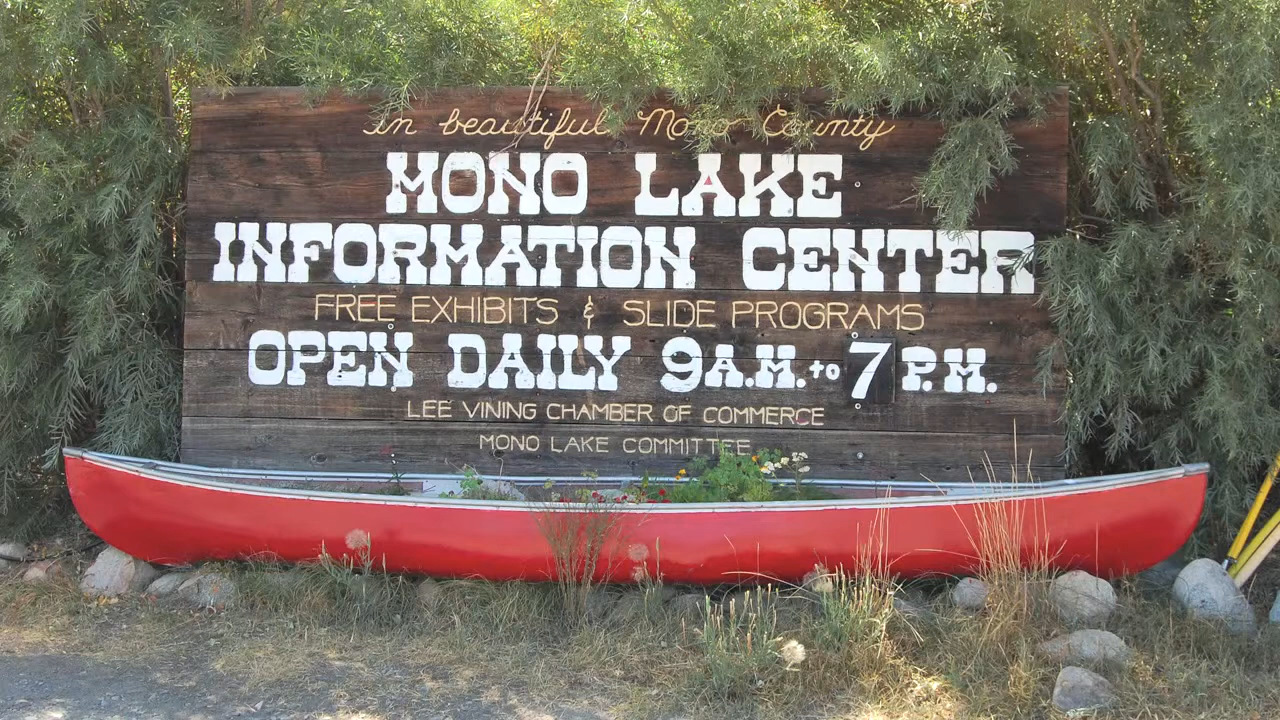 in beautiful Mono County
MONO LAKE
INFORMATION CENTER
FREE EXHIBITS & SLIDE PROGRAMS
OPEN DAILY 9 A.M. to 7 P.M.
LEE VINING CHAMBER OF COMMERCE
MONO LAKE COMMITTEE